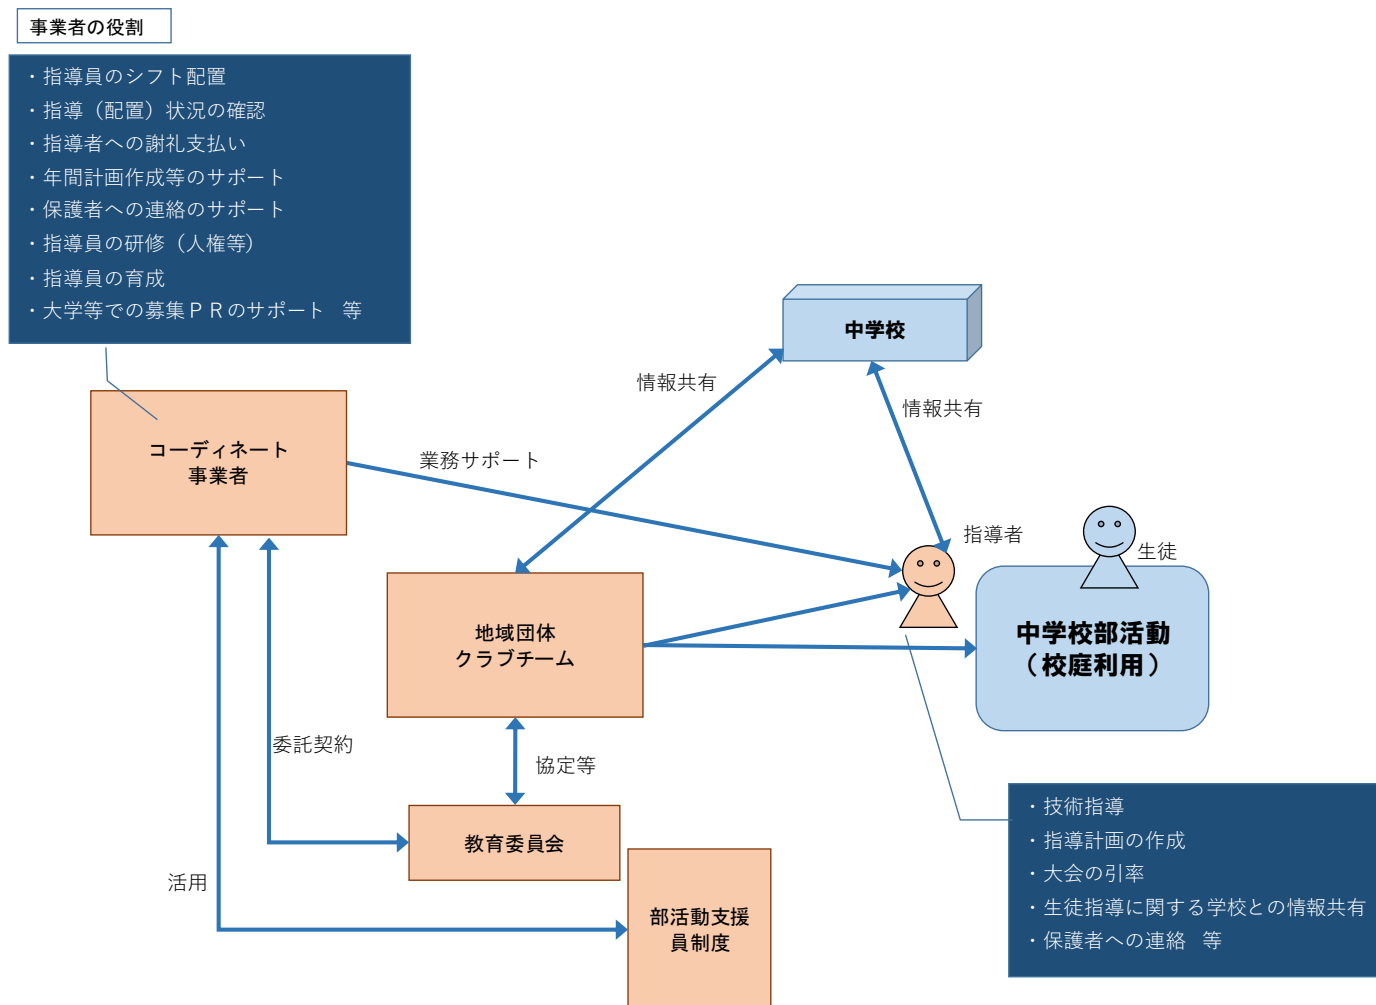 事業者の役割
・指導員のシフト配置
・指導（配置）状況の確認
・指導者への謝礼支払い
・年間計画作成等のサポート
・保護者への連絡のサポート
・指導員の研修（人権等）
・指導員の育成
・大学等での募集ＰＲのサポート　等
中学校
情報共有
情報共有
コーディネート
事業者
業務サポート
指導者
生徒
地域団体
クラブチーム
中学校部活動
（校庭利用）
委託契約
協定等
教育委員会
活用
部活動支援
員制度
・技術指導
・指導計画の作成
・大会の引率
・生徒指導に関する学校との情報共有
・保護者への連絡　等